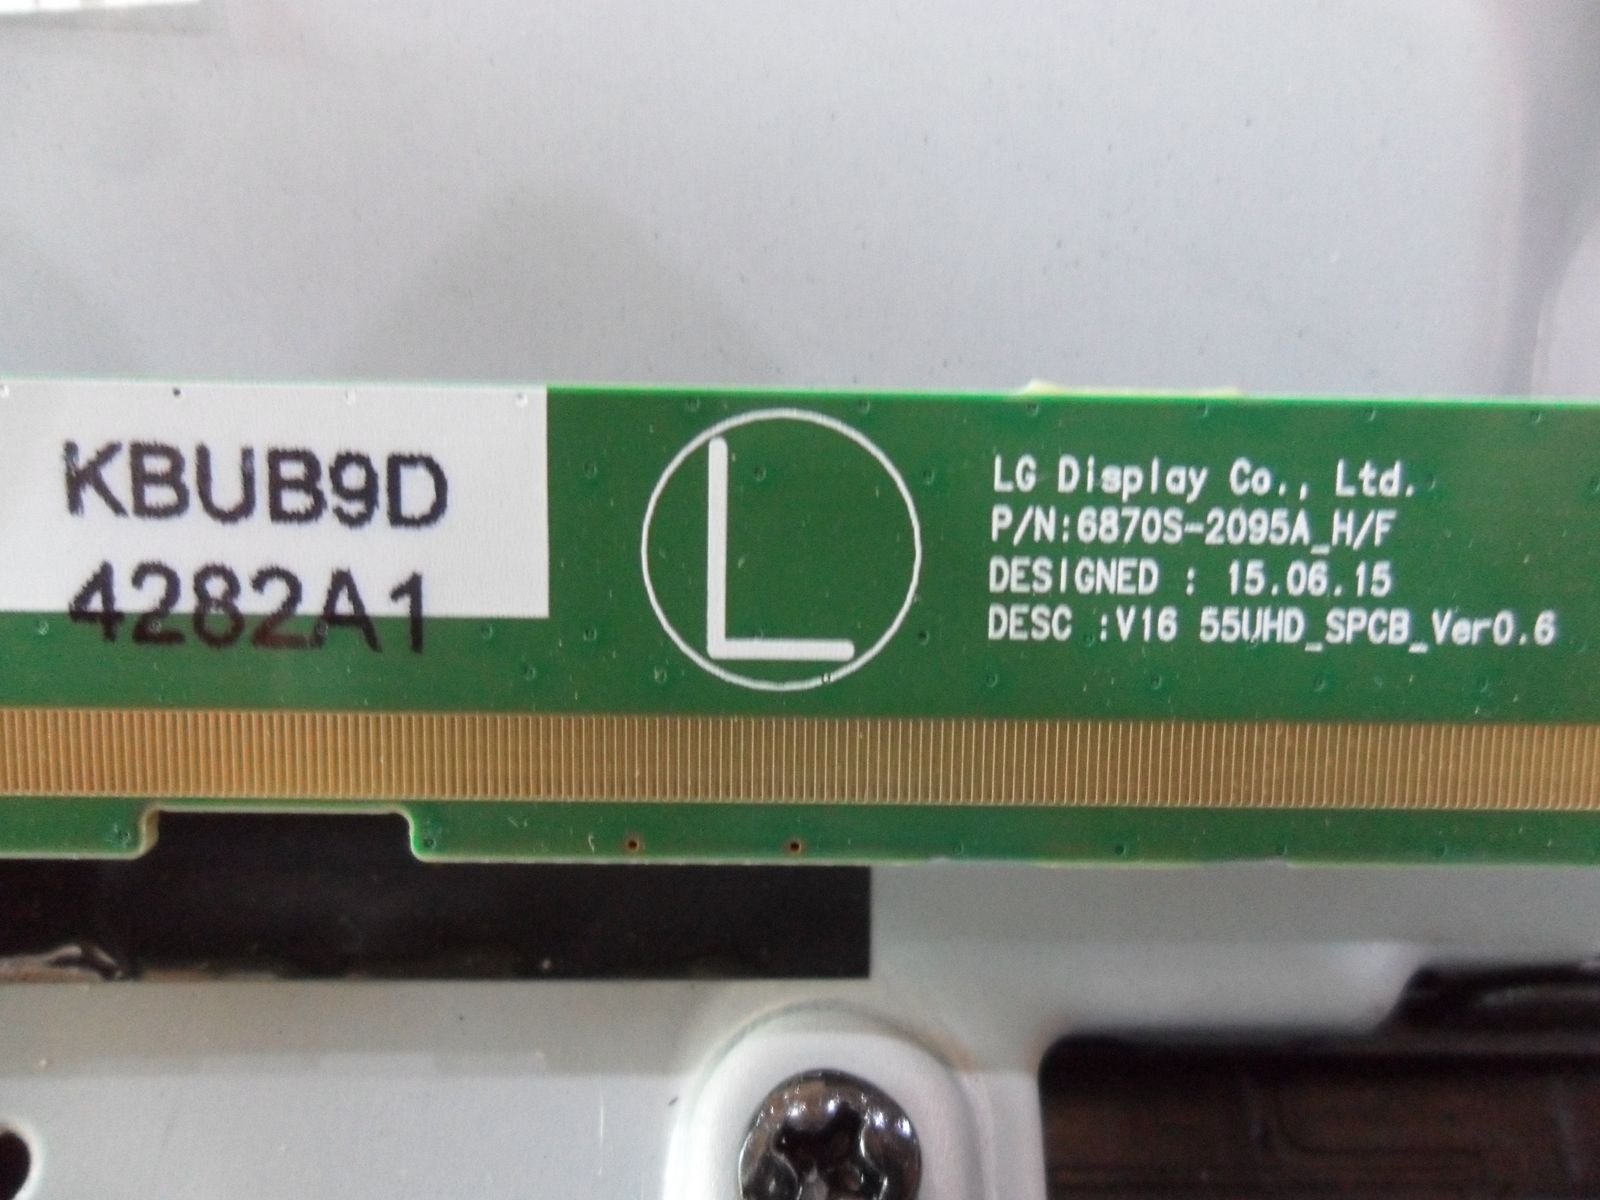 KBUB9D
4282A1
L
LG Display Co., Ltd.
P/N:6870S-2095A_H/F
DESIGNED : 15.06.15
DESC :V16 55UHD_SPCB_Ver0.6